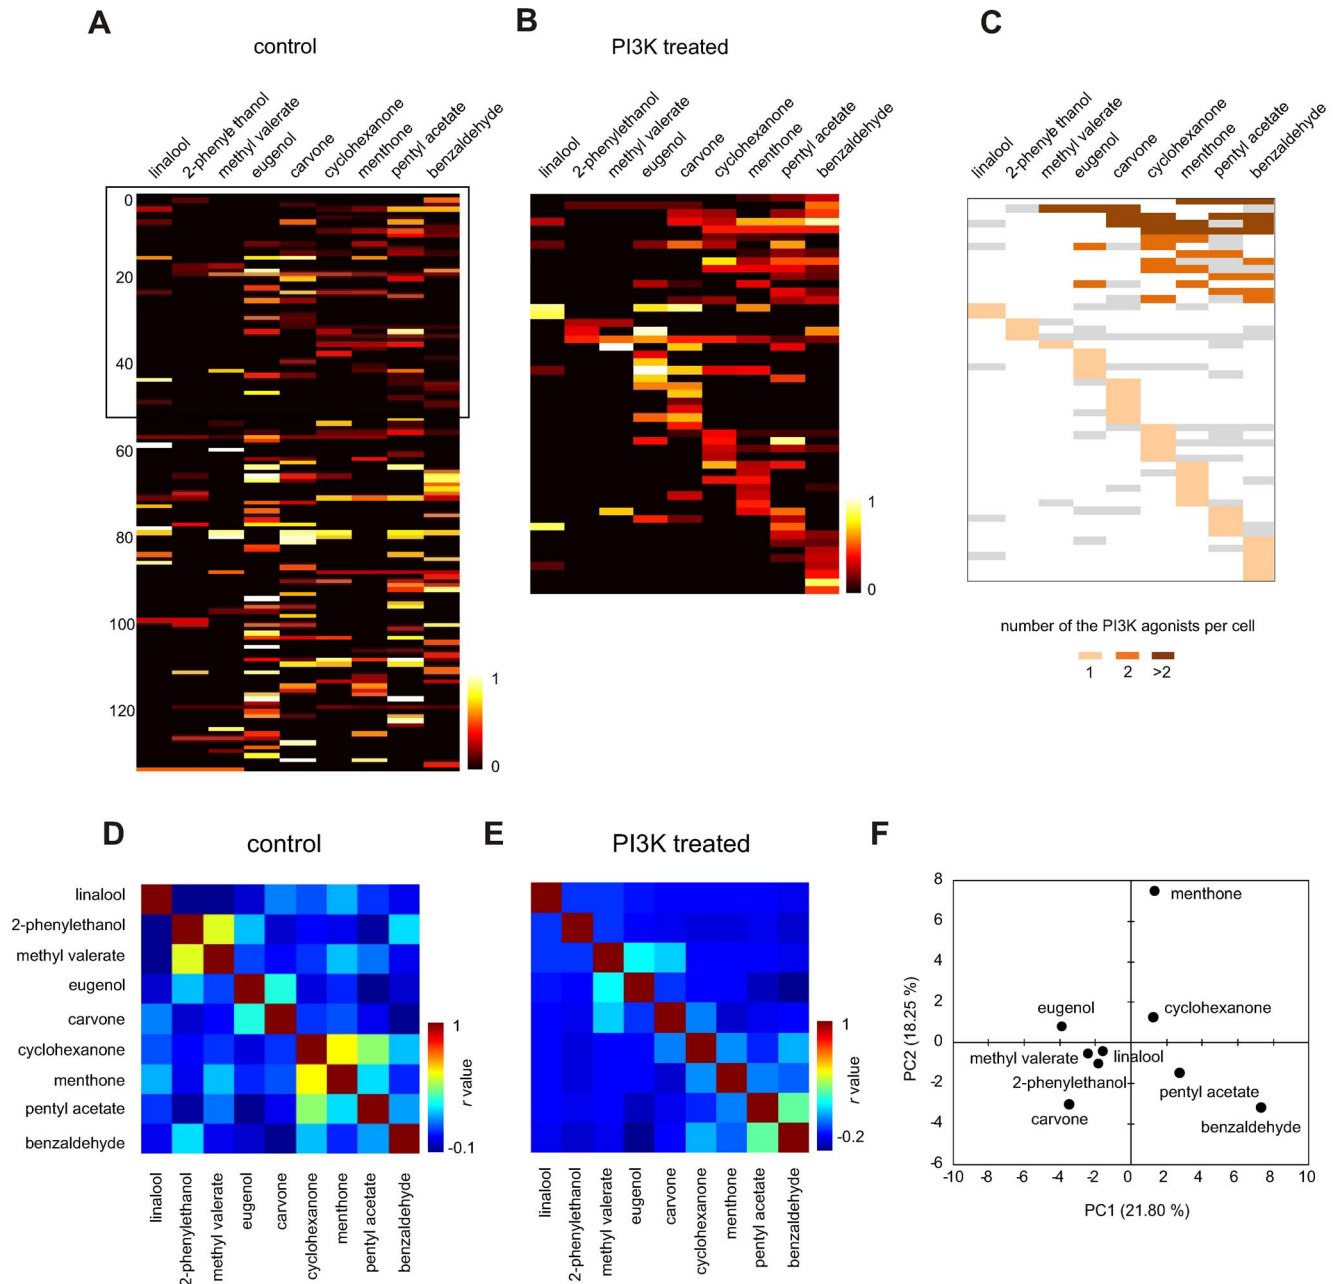 A
control
linalool
2-phenyle thanol
methyl valerate
eugenol
carvone
cyclohexanone
menthone
pentyl acetate
benzaldehyde
0
20
40
60
80
100
120
1
0
B
PI3K treated
linalool
2-phenylethanol
methyl valerate
eugenol
carvone
cyclohexanone
menthone
pentyl acetate
benzaldehyde
1
0
C
linalool
2-phenyle thanol
methyl valerate
eugenol
carvone
cyclohexanone
menthone
pentyl acetate
benzaldehyde
number of the PI3K agonists per cell
1 2 >2
D
control
linalool
2-phenylethanol
methyl valerate
eugenol
carvone
cyclohexanone
menthone
pentyl acetate
benzaldehyde
linalool
2-phenylethanol
methyl valerate
eugenol
carvone
cyclohexanone
menthone
pentyl acetate
benzaldehyde
1
r value
-0.1
E
PI3K treated
linalool
2-phenylethanol
methyl valerate
eugenol
carvone
cyclohexanone
menthone
pentyl acetate
benzaldehyde
1
r value
-0.2
F
PC2 (18.25 %)
8
6
4
2
0
-2
-4
-6
menthone
eugenol
cyclohexanone
methyl valerate
linalool
2-phenylethanol
pentyl acetate
carvone
benzaldehyde
-10 -8 -6 -4 -2 0 2 4 6 8 10
PC1 (21.80 %)